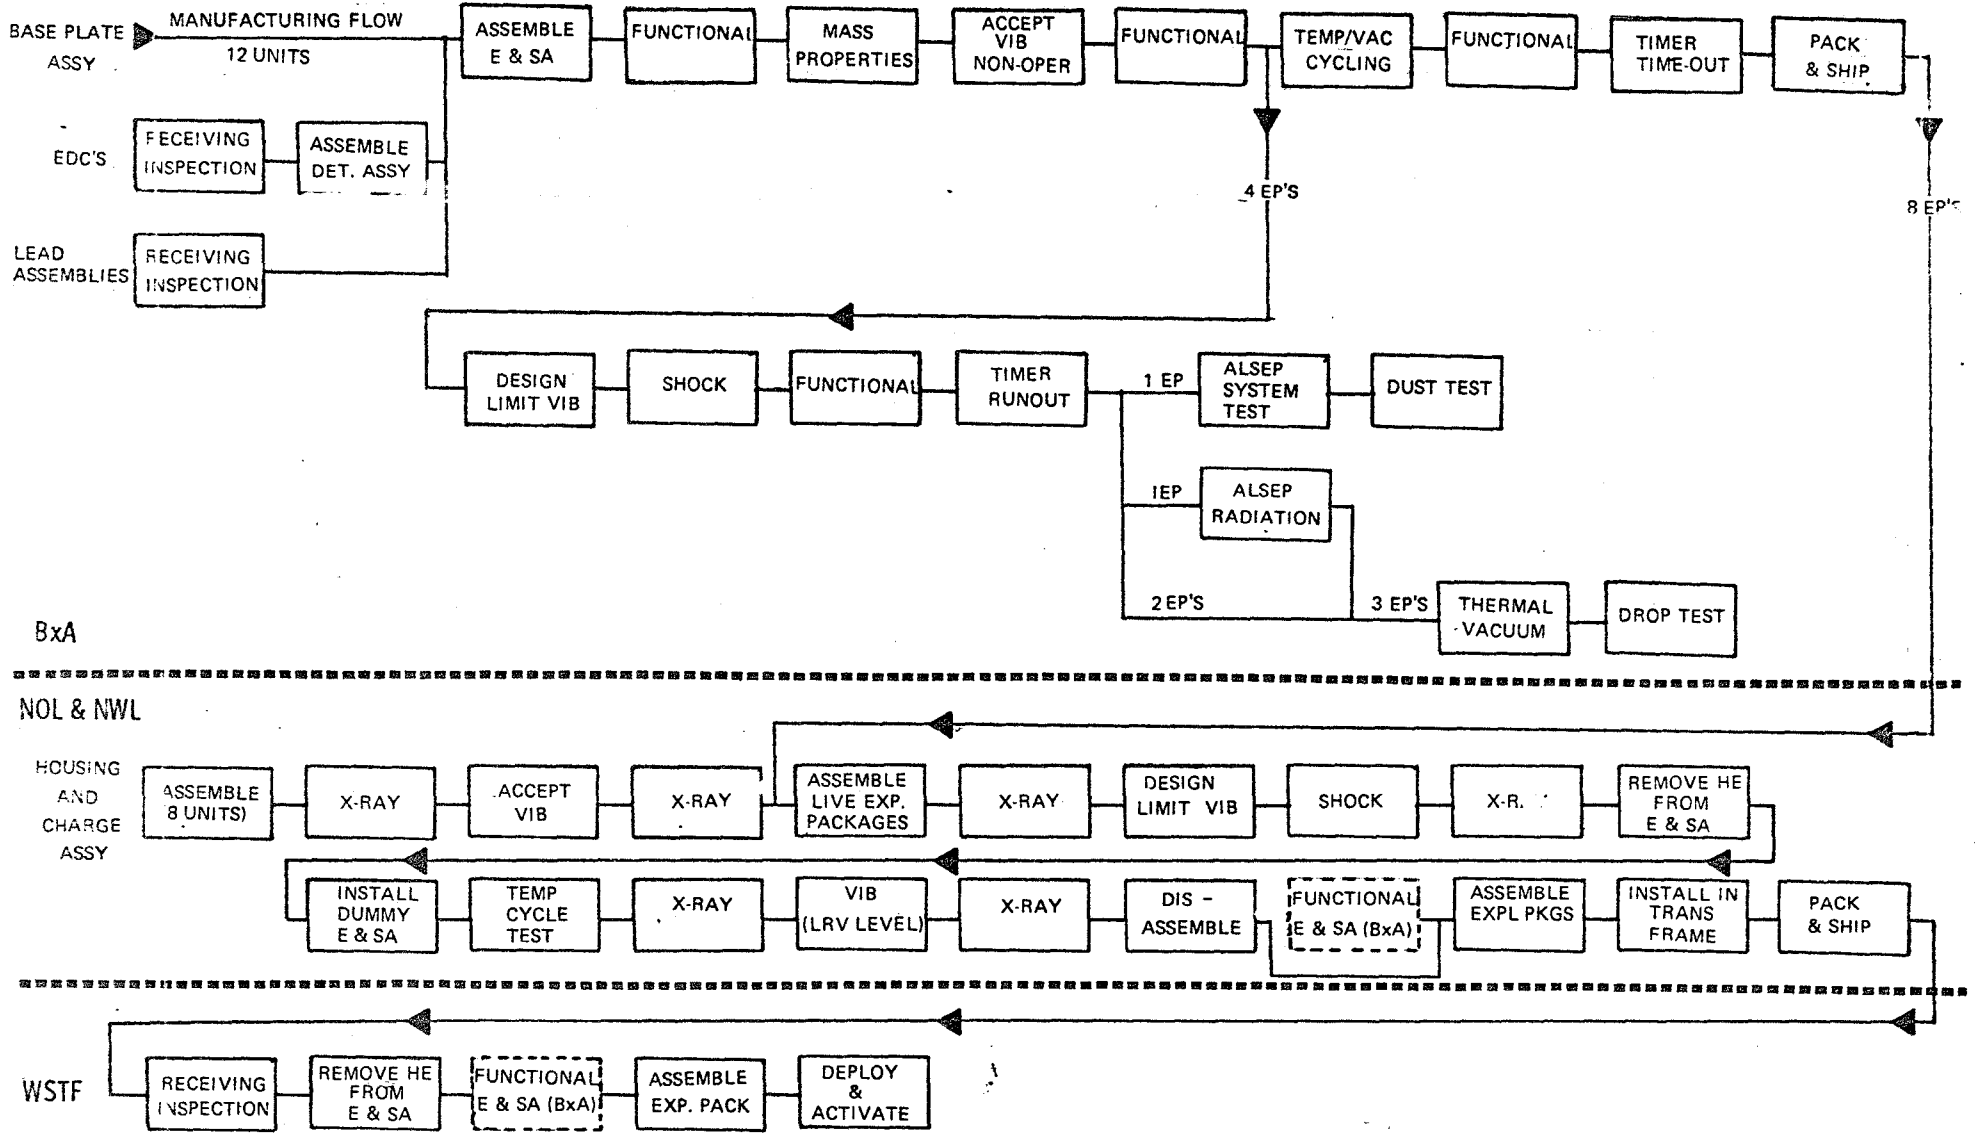 BASE PLATE
ASSY
MANUFACTURING FLOW
12 UNITS
ASSEMBLE
E & SA
FUNCTIONAL
MASS
PROPERTIES
ACCEPT
VIB
NON-OPER
FUNCTIONAL
TEMP/VAC
CYCLING
FUNCTIONAL
TIMER
TIME-OUT
PACK
& SHIP
EDC'S
RECEIVING
INSPECTION
ASSEMBLE
DET. ASSY
4 EP'S
8 EP'S
LEAD
ASSEMBLIES
RECEIVING
INSPECTION
DESIGN
LIMIT VIB
SHOCK
FUNCTIONAL
TIMER
RUNOUT
1 EP
ALSEP
SYSTEM
TEST
DUST TEST
1EP
ALSEP
RADIATION
2 EP'S
3 EP'S
THERMAL
VACUUM
DROP TEST
BxA
NOL & NWL
HOUSING
AND
CHARGE
ASSY
ASSEMBLE
8 UNITS)
X-RAY
ACCEPT
VIB
X-RAY
ASSEMBLE
LIVE EXP.
PACKAGES
X-RAY
DESIGN
LIMIT VIB
SHOCK
REMOVE HE
FROM
E & SA
INSTALL
DUMMY
E & SA
TEMP
CYCLE
TEST
X-RAY
VIB
(LRV LEVEL)
X-RAY
DIS -
ASSEMBLE
FUNCTIONAL
E & SA (BxA)
ASSEMBLE
EXPL PKGS
INSTALL IN
TRANS
FRAME
PACK
& SHIP
WSTF
RECEIVING
INSPECTION
REMOVE HE
FROM
E & SA
FUNCTIONAL
E & SA (BxA)
ASSEMBLE
EXP. PACK
DEPLOY
&
ACTIVATE